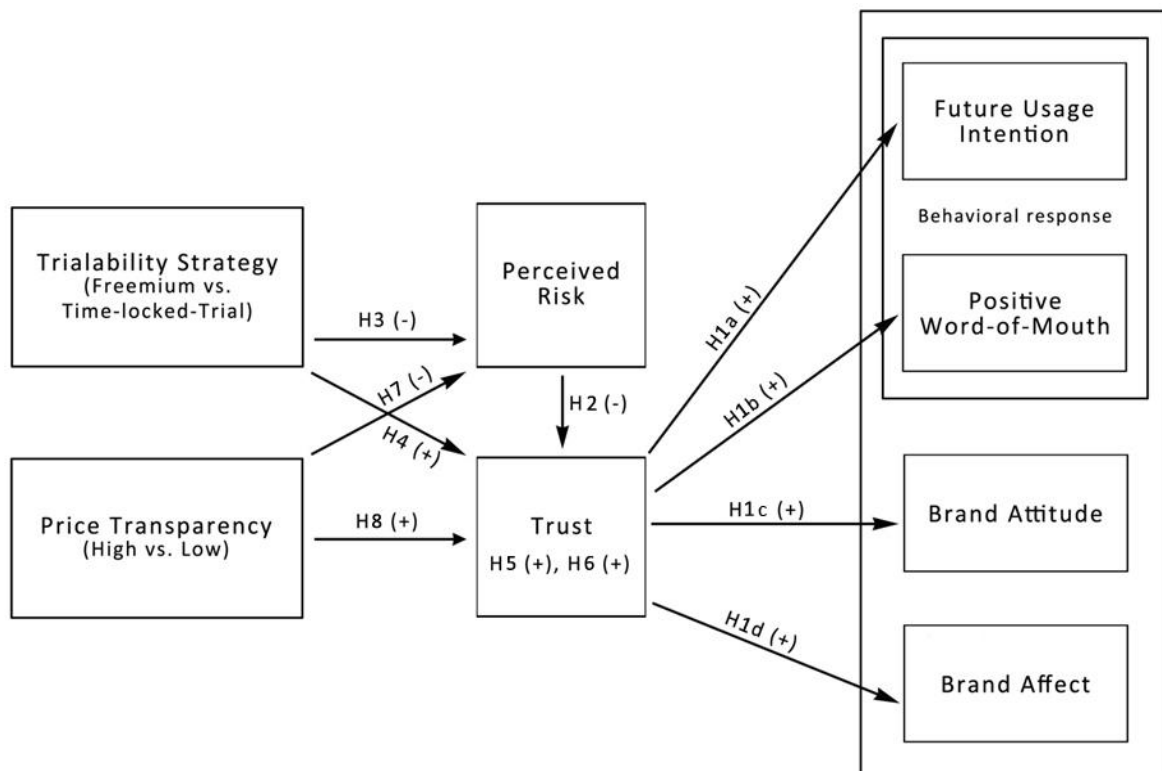 Trialability Strategy
(Freemium vs.
Time-locked-Trial)
Price Transparency
(High vs. Low)
H3 (-)
H7 (-)
H4 (+)
H8 (+)
Perceived
Risk
H2 (-)
Trust
H5 (+), H6 (+)
H1a (+)
H1b (+)
H1c (+)
H1d (+)
Future Usage
Intention
Behavioral response
Positive
Word-of-Mouth
Brand Attitude
Brand Affect